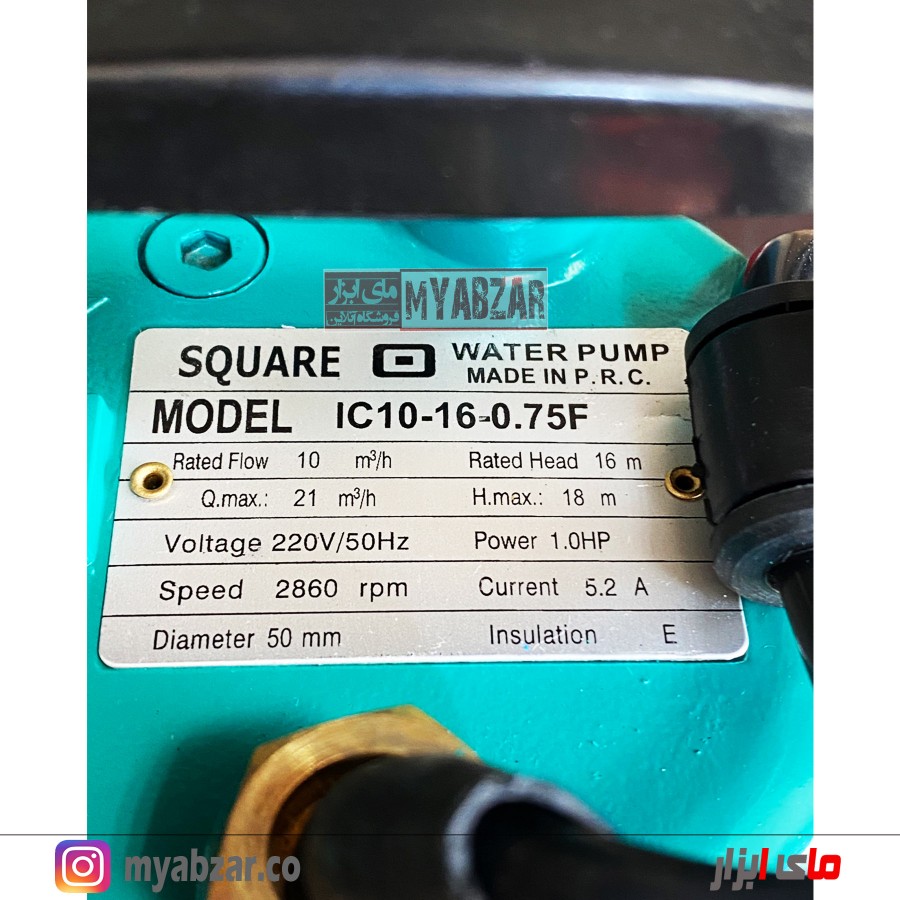 مای ابزار
فروشگاه آنلاین
MYABZAR
SQUARE WATER PUMP
MADE IN P.R.C.
MODEL IC10-16-0.75F
Rated Flow 10 m³/h Rated Head 16 m
Q.max.: 21 m³/h H.max.: 18 m
Voltage 220V/50Hz Power 1.0HP
Speed 2860 rpm Current 5.2 A
Diameter 50 mm Insulation E
myabzar.co
مای ابزار